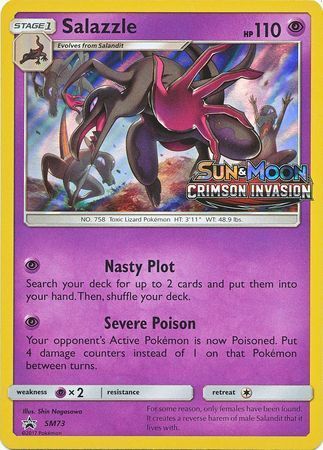 STAGE1
Salazzle
HP110
Evolves from Salandit
SUN & MOON
CRIMSON INVASION
NO. 758 Toxic Lizard Pokémon HT: 3'11" WT: 48.9 lbs.
Nasty Plot
Search your deck for up to 2 cards and put them into
your hand. Then, shuffle your deck.
Severe Poison
Your opponent's Active Pokémon is now Poisoned. Put
4 damage counters instead of 1 on that Pokémon
between turns.
weakness × 2 resistance retreat
Illus. Shin Nagasawa
For some reason, only females have been found.
It creates a reverse harem of male Salandit that it
lives with.
SM73
©2017 Pokémon